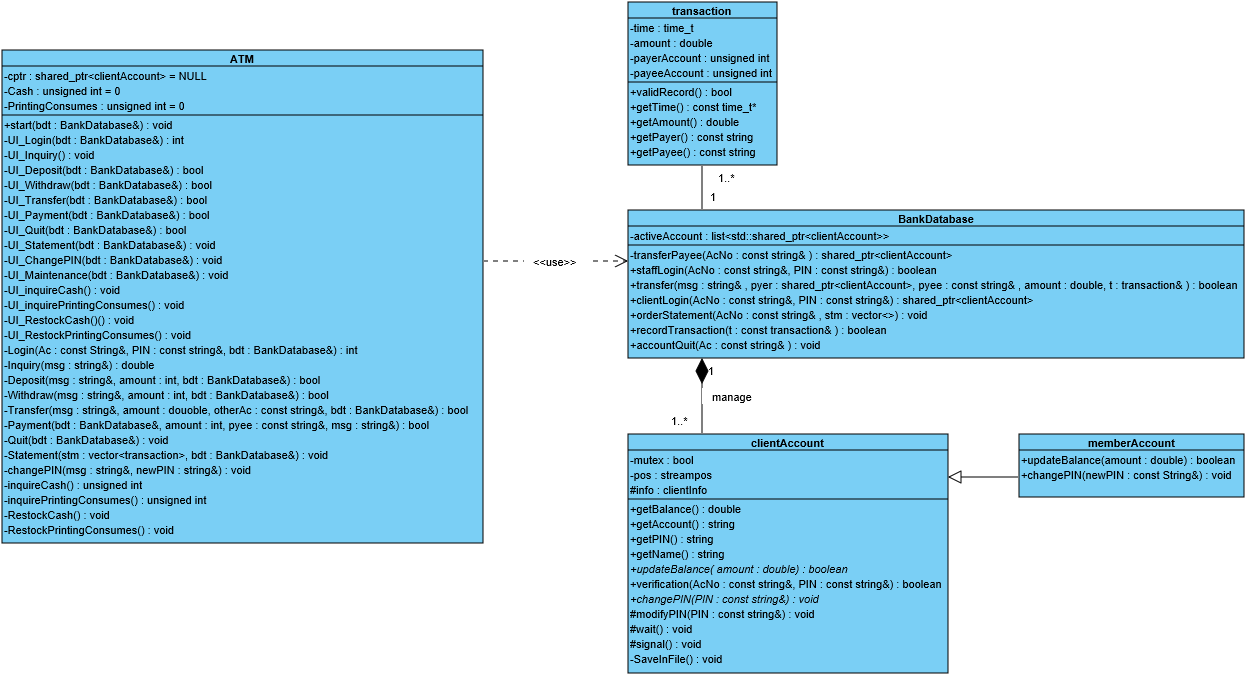 transaction
-time : time_t
-amount : double
-payerAccount : unsigned int
-payeeAccount : unsigned int
+validRecord() : bool
+getTime() : const time_t*
+getAmount() : double
+getPayer() : const string
+getPayee() : const string
ATM
-cptr : shared_ptr<clientAccount> = NULL
-Cash : unsigned int = 0
-PrintingConsumes : unsigned int = 0
+start(bdt : BankDatabase&) : void
-UI_Login(bdt : BankDatabase&) : int
-UI_Inquiry() : void
-UI_Deposit(bdt : BankDatabase&) : bool
-UI_Withdraw(bdt : BankDatabase&) : bool
-UI_Transfer(bdt : BankDatabase&) : bool
-UI_Payment(bdt : BankDatabase&) : bool
-UI_Quit(bdt : BankDatabase&) : bool
-UI_Statement(bdt : BankDatabase&) : void
-UI_ChangePIN(bdt : BankDatabase&) : void
-UI_Maintenance(bdt : BankDatabase&) : void
-UI_inquireCash() : void
-UI_inquirePrintingConsumes() : void
-UI_RestockCash()() : void
-UI_RestockPrintingConsumes() : void
-Login(Ac : const String&, PIN : const string&, bdt : BankDatabase&) : int
-Inquiry(msg : string&) : double
-Deposit(msg : string&, amount : int, bdt : BankDatabase&) : bool
-Withdraw(msg : string&, amount : int, bdt : BankDatabase&) : bool
-Transfer(msg : string&, amount : douoble, otherAc : const string&, bdt : BankDatabase&) : bool
-Payment(bdt : BankDatabase&, amount : int, pyee : const string&, msg : string&) : bool
-Quit(bdt : BankDatabase&) : void
-Statement(stm : vector<transaction>, bdt : BankDatabase&) : void
-changePIN(msg : string&, newPIN : string&) : void
-inquireCash() : unsigned int
-inquirePrintingConsumes() : unsigned int
-RestockCash() : void
-RestockPrintingConsumes() : void
<<use>>
1..*
1
BankDatabase
-activeAccount : list<std::shared_ptr<clientAccount>>
-transferPayee(AcNo : const string& ) : shared_ptr<clientAccount>
+staffLogin(AcNo : const string&, PIN : const string&) : boolean
+transfer(msg : string& , pyer : shared_ptr<clientAccount>, pyee : const string& , amount : double, t : transaction& ) : boolean
+clientLogin(AcNo : const string&, PIN : const string&) : shared_ptr<clientAccount>
+orderStatement(AcNo : const string& , stm : vector<>) : void
+recordTransaction(t : const transaction& ) : boolean
+accountQuit(Ac : const string& ) : void
1
manage
1..*
clientAccount
-mutex : bool
-pos : streampos
#info : clientInfo
+getBalance() : double
+getAccount() : string
+getPIN() : string
+getName() : string
+updateBalance( amount : double) : boolean
+verification(AcNo : const string&, PIN : const string&) : boolean
+changePIN(PIN : const string&) : void
#modifyPIN(PIN : const string&) : void
#wait() : void
#signal() : void
-SaveInFile() : void
memberAccount
+updateBalance(amount : double) : boolean
+changePIN(newPIN : const String&) : void